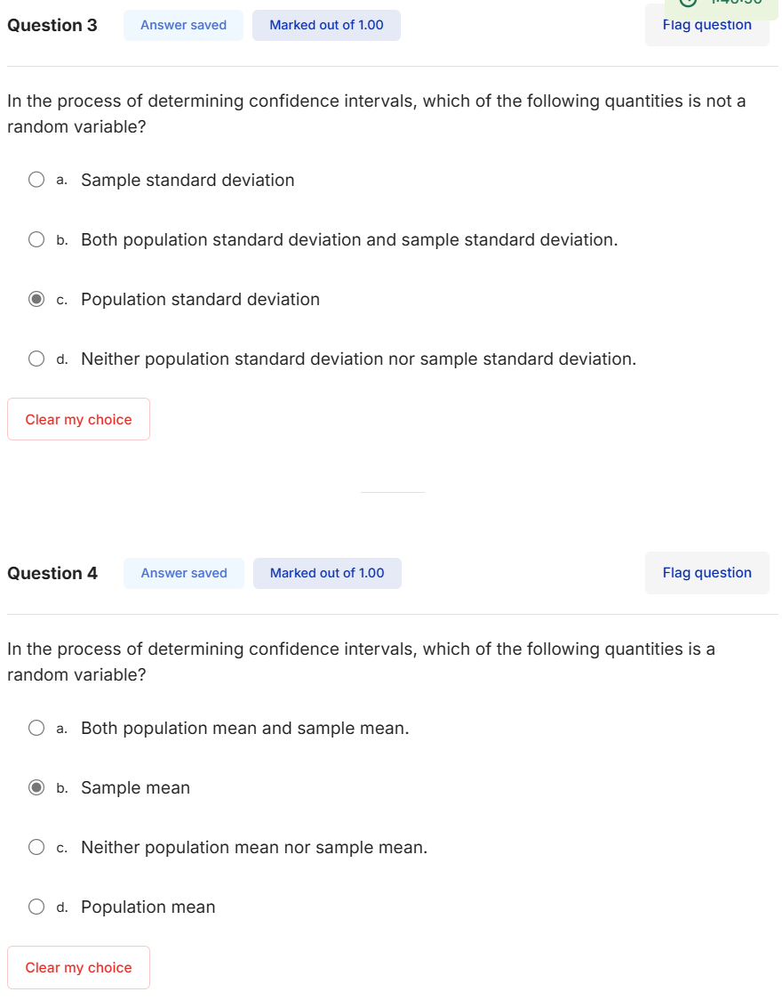 Question 3
Answer saved
Marked out of 1.00
Flag question
In the process of determining confidence intervals, which of the following quantities is not a
random variable?
a. Sample standard deviation
b. Both population standard deviation and sample standard deviation.
c. Population standard deviation
d. Neither population standard deviation nor sample standard deviation.
Clear my choice
Question 4
Answer saved
Marked out of 1.00
Flag question
In the process of determining confidence intervals, which of the following quantities is a
random variable?
a. Both population mean and sample mean.
b. Sample mean
c. Neither population mean nor sample mean.
d. Population mean
Clear my choice